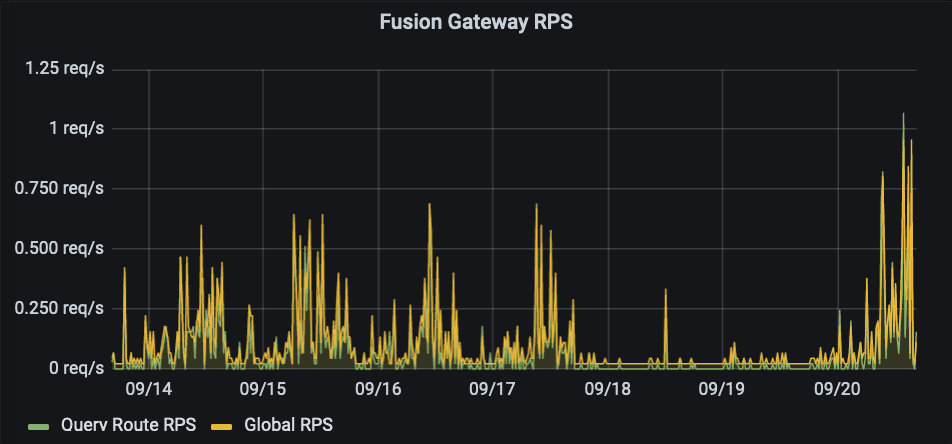 Fusion Gateway RPS
1.25 req/s
1 req/s
0.750 req/s
0.500 req/s
0.250 req/s
0 req/s
09/14 09/15 09/16 09/17 09/18 09/19 09/20
Query Route RPS Global RPS